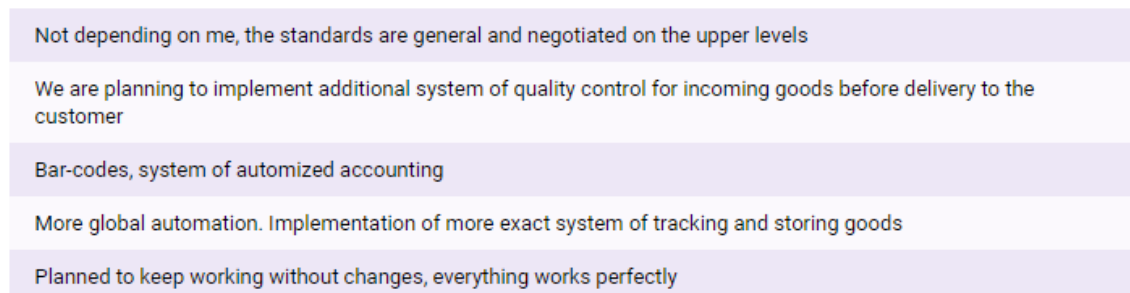 Not depending on me, the standards are general and negotiated on the upper levels
We are planning to implement additional system of quality control for incoming goods before delivery to the
customer
Bar-codes, system of automized accounting
More global automation. Implementation of more exact system of tracking and storing goods
Planned to keep working without changes, everything works perfectly